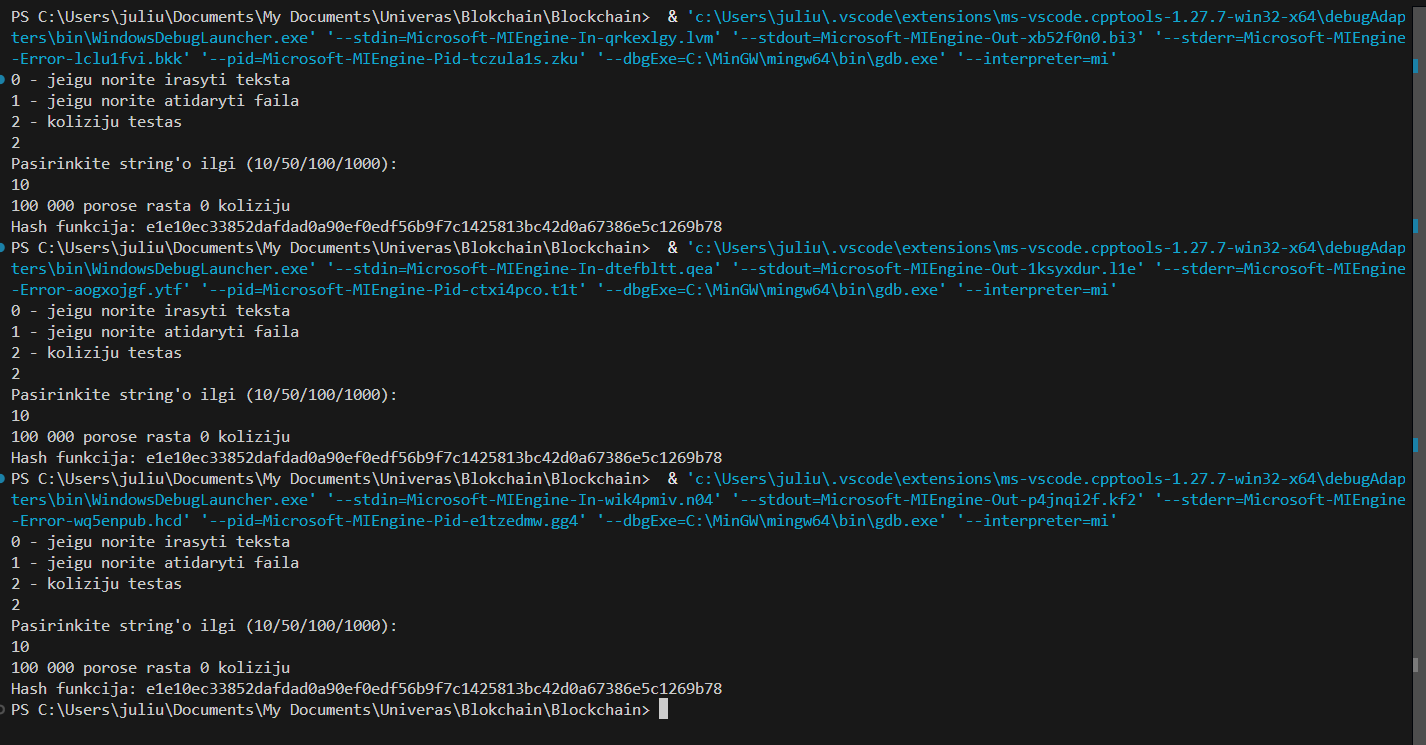 PS C:\Users\juliu\Documents\My Documents\Univeras\Blokchain\Blockchain>  & 'c:\Users\juliu\.vscode\extensions\ms-vscode.cpptools-1.27.7-win32-x64\debugAdap
ters\bin\WindowsDebugLauncher.exe' '--stdin=Microsoft-MIEngine-In-qrkexlgy.lvm' '--stdout=Microsoft-MIEngine-Out-xb52f0n0.bi3' '--stderr=Microsoft-MIEngine
-Error-lclu1fvi.bkk' '--pid=Microsoft-MIEngine-Pid-tczula1s.zku' '--dbgExe=C:\MinGW\mingw64\bin\gdb.exe' '--interpreter=mi'
0 - jeigu norite irasyti teksta
1 - jeigu norite atidaryti faila
2 - koliziju testas
2
Pasirinkite string'o ilgi (10/50/100/1000):
10
100 000 porose rasta 0 koliziju
Hash funkcija: e1e10ec33852dafdad0a90ef0edf56b9f7c1425813bc42d0a67386e5c1269b78
PS C:\Users\juliu\Documents\My Documents\Univeras\Blokchain\Blockchain>  & 'c:\Users\juliu\.vscode\extensions\ms-vscode.cpptools-1.27.7-win32-x64\debugAdap
ters\bin\WindowsDebugLauncher.exe' '--stdin=Microsoft-MIEngine-In-dtefbltt.qea' '--stdout=Microsoft-MIEngine-Out-1ksyxdur.l1e' '--stderr=Microsoft-MIEngine
-Error-aogxojgf.ytf' '--pid=Microsoft-MIEngine-Pid-ctxi4pco.t1t' '--dbgExe=C:\MinGW\mingw64\bin\gdb.exe' '--interpreter=mi'
0 - jeigu norite irasyti teksta
1 - jeigu norite atidaryti faila
2 - koliziju testas
2
Pasirinkite string'o ilgi (10/50/100/1000):
10
100 000 porose rasta 0 koliziju
Hash funkcija: e1e10ec33852dafdad0a90ef0edf56b9f7c1425813bc42d0a67386e5c1269b78
PS C:\Users\juliu\Documents\My Documents\Univeras\Blokchain\Blockchain>  & 'c:\Users\juliu\.vscode\extensions\ms-vscode.cpptools-1.27.7-win32-x64\debugAdap
ters\bin\WindowsDebugLauncher.exe' '--stdin=Microsoft-MIEngine-In-wik4pmiv.n04' '--stdout=Microsoft-MIEngine-Out-p4jnqi2f.kf2' '--stderr=Microsoft-MIEngine
-Error-wq5enpub.hcd' '--pid=Microsoft-MIEngine-Pid-e1tzedmw.gg4' '--dbgExe=C:\MinGW\mingw64\bin\gdb.exe' '--interpreter=mi'
0 - jeigu norite irasyti teksta
1 - jeigu norite atidaryti faila
2 - koliziju testas
2
Pasirinkite string'o ilgi (10/50/100/1000):
10
100 000 porose rasta 0 koliziju
Hash funkcija: e1e10ec33852dafdad0a90ef0edf56b9f7c1425813bc42d0a67386e5c1269b78
PS C:\Users\juliu\Documents\My Documents\Univeras\Blokchain\Blockchain>